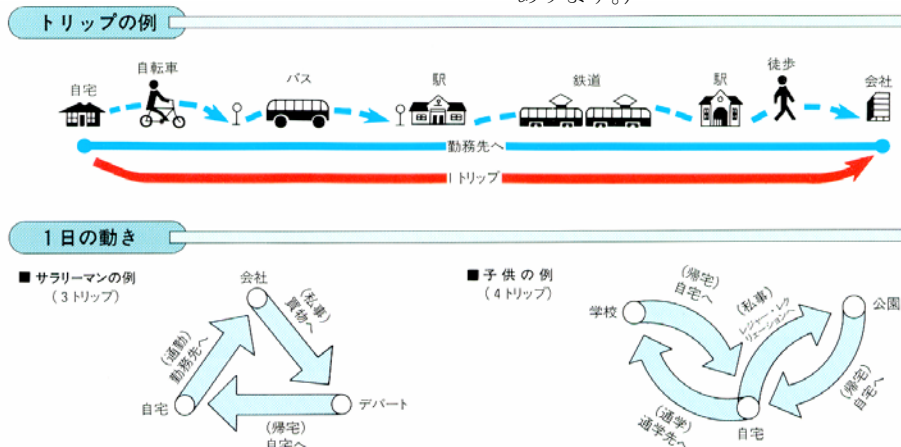 あります。)
トリップの例
自宅
自転車
バス
駅
鉄道
駅
徒歩
会社
勤務先へ
1トリップ
1日の動き
■ サラリーマンの例
(3トリップ)
会社
(通勤)
勤務先へ
(私事)
買物へ
自宅
デパート
(帰宅)
自宅へ
■ 子供の例
(4トリップ)
学校
(帰宅)
自宅へ
(私事)
レジャー・レク
リェーションへ
公園
(帰宅)
自宅へ
(通学)
通学先へ
自宅